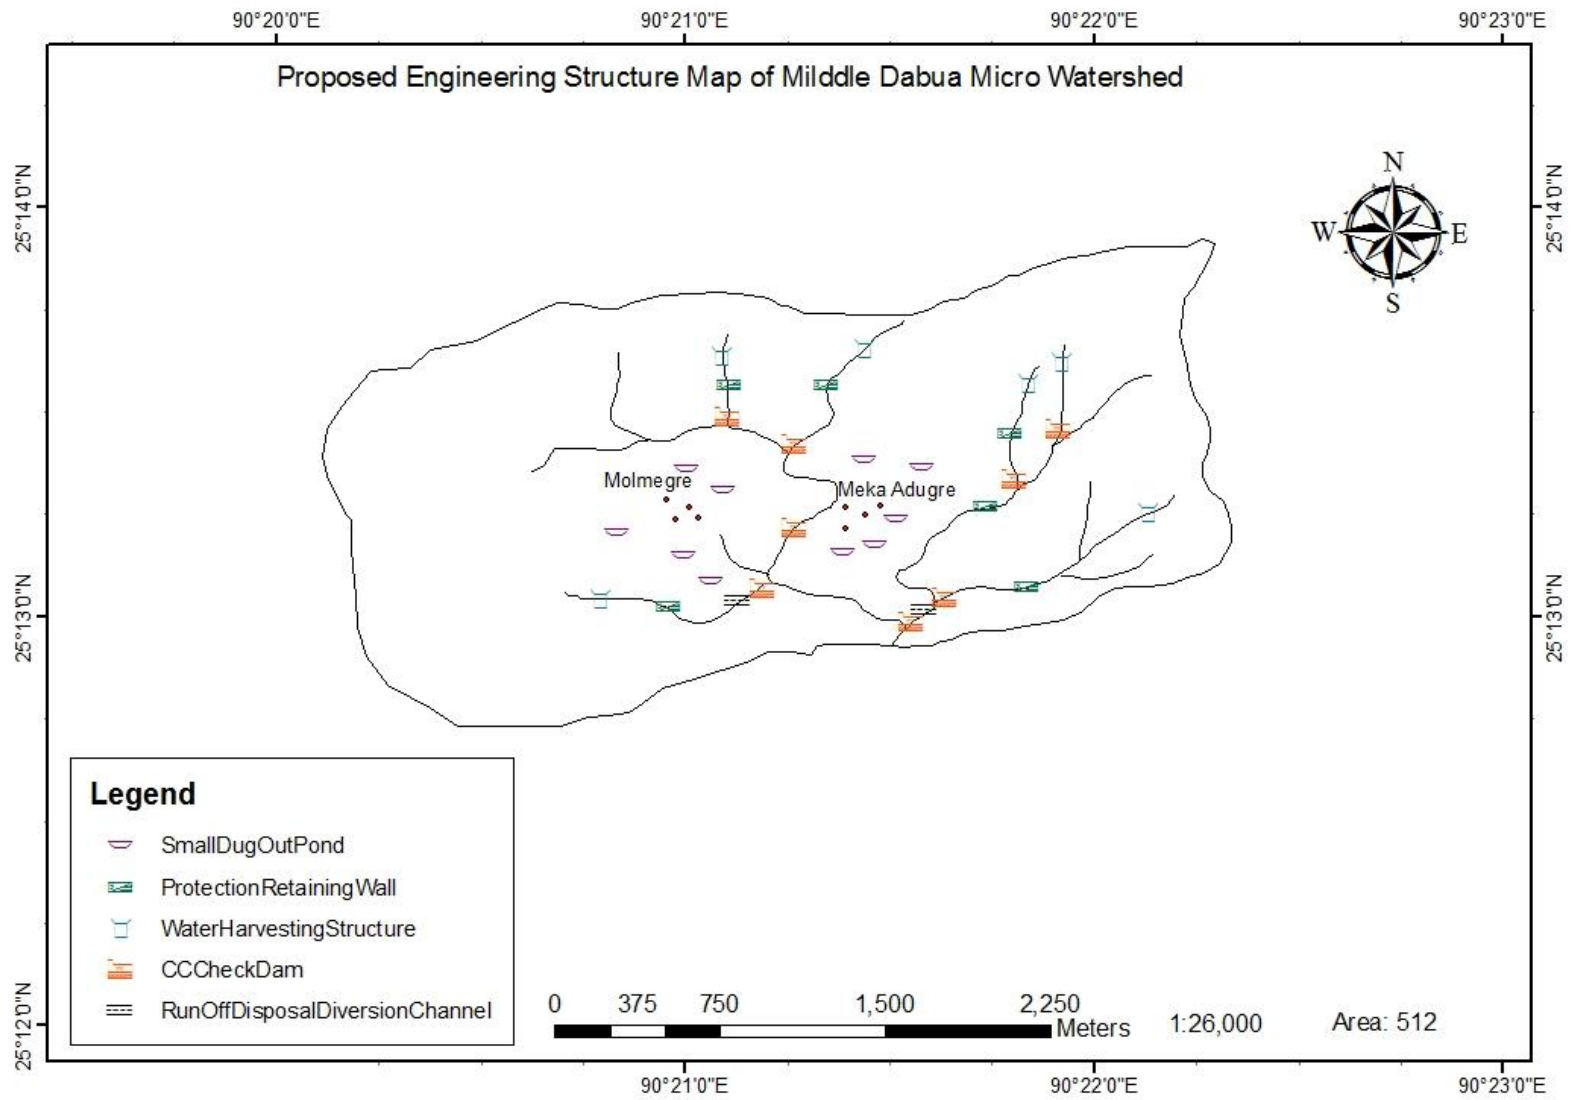 90°20'0"E 90°21'0"E 90°22'0"E 90°23'0"E
Proposed Engineering Structure Map of Milddle Dabua Micro Watershed
N
W E
S
25°14'0"N 25°14'0"N
Molmegre
Meka Adugre
25°13'0"N 25°13'0"N
Legend
SmallDugOutPond
ProtectionRetainingWall
WaterHarvestingStructure
CCCheckDam
RunOffDisposalDiversionChannel
0 375 750 1,500 2,250
Meters
1:26,000
Area: 512
25°12'0"N
90°21'0"E 90°22'0"E 90°23'0"E